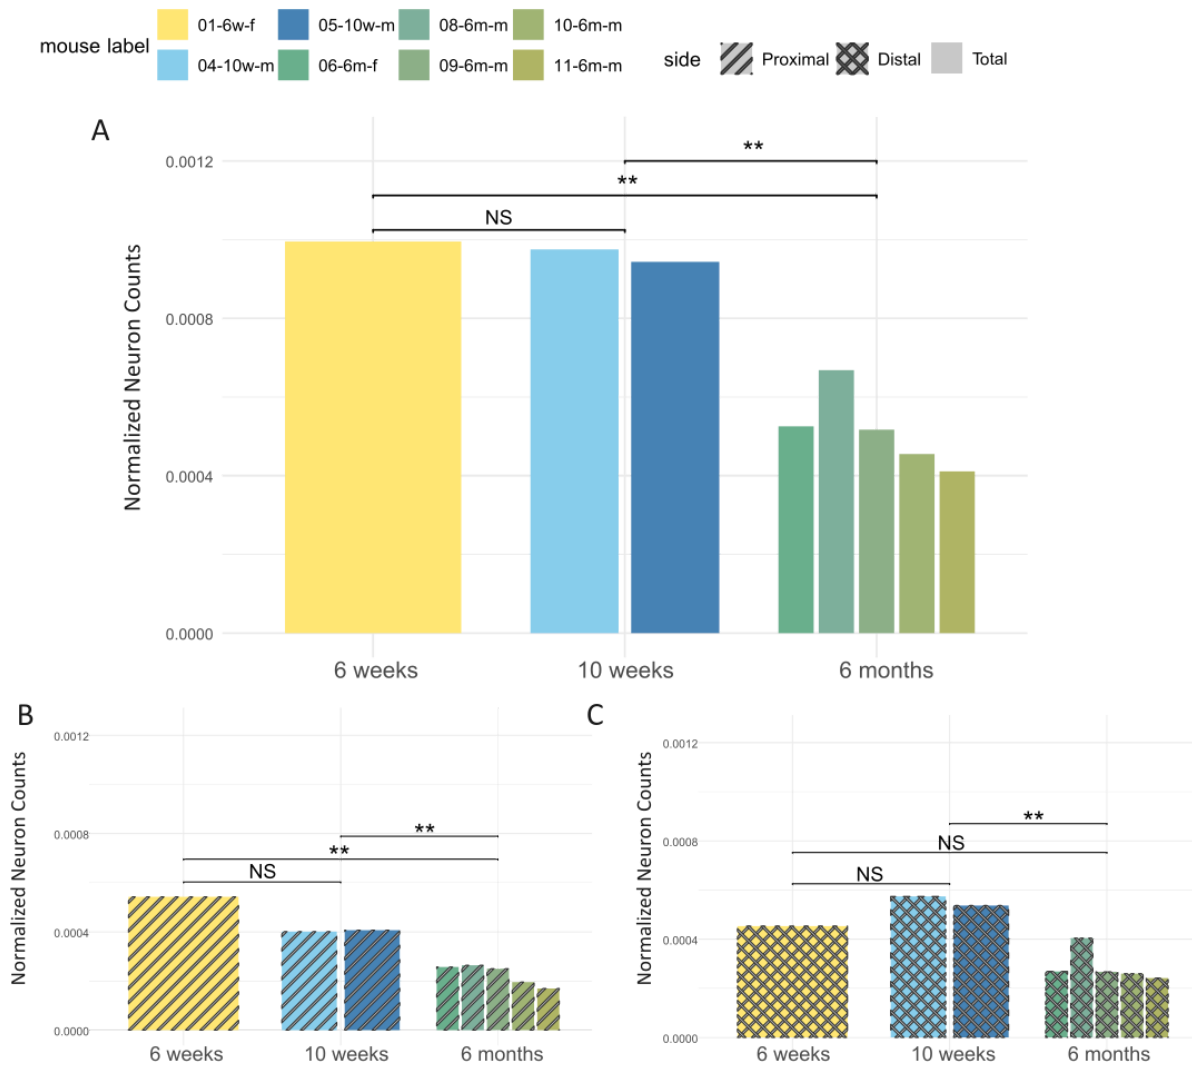 mouse label
01-6w-f
05-10w-m
08-6m-m
10-6m-m
04-10w-m
06-6m-f
09-6m-m
11-6m-m
side
Proximal
Distal
Total
A
Normalized Neuron Counts
0.0012
0.0008
0.0004
0.0000
**
**
NS
6 weeks
10 weeks
6 months
B
Normalized Neuron Counts
0.0012
0.0008
0.0004
0.0000
**
**
NS
6 weeks
10 weeks
6 months
C
Normalized Neuron Counts
0.0012
0.0008
0.0004
0.0000
**
NS
NS
6 weeks
10 weeks
6 months